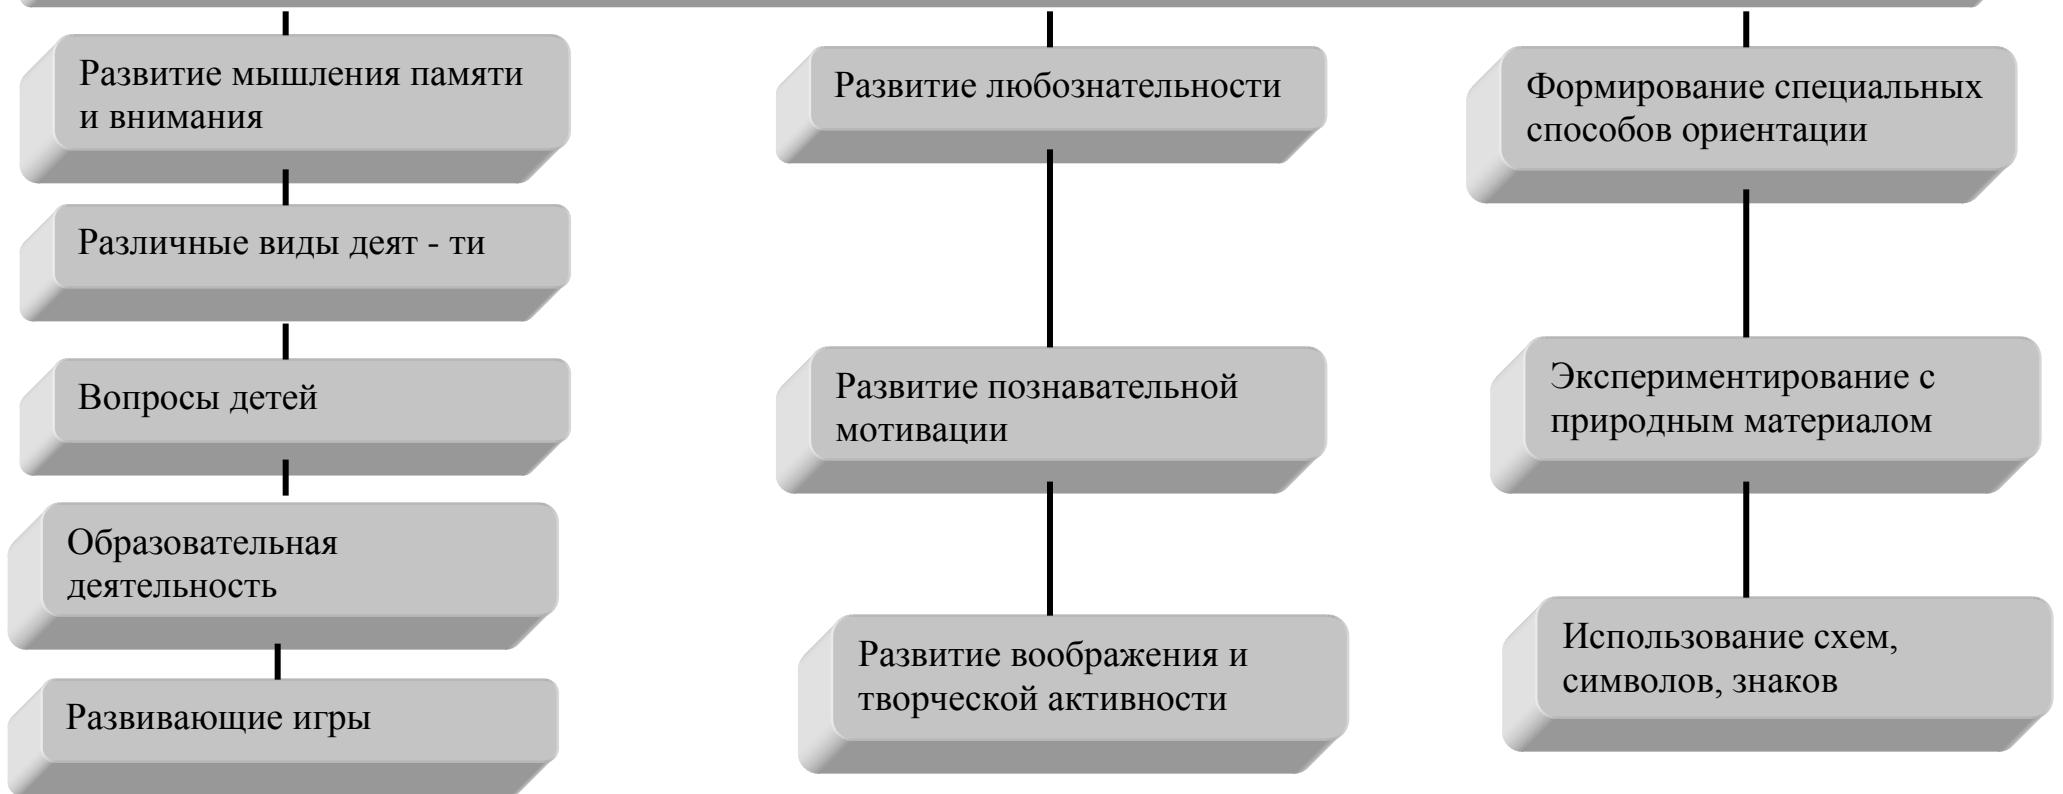 Развитие мышления памяти
и внимания
Различные виды деят - ти
Вопросы детей
Образовательная
деятельность
Развивающие игры
Развитие любознательности
Развитие познавательной
мотивации
Развитие воображения и
творческой активности
Формирование специальных
способов ориентации
Экспериментирование с
природным материалом
Использование схем,
символов, знаков